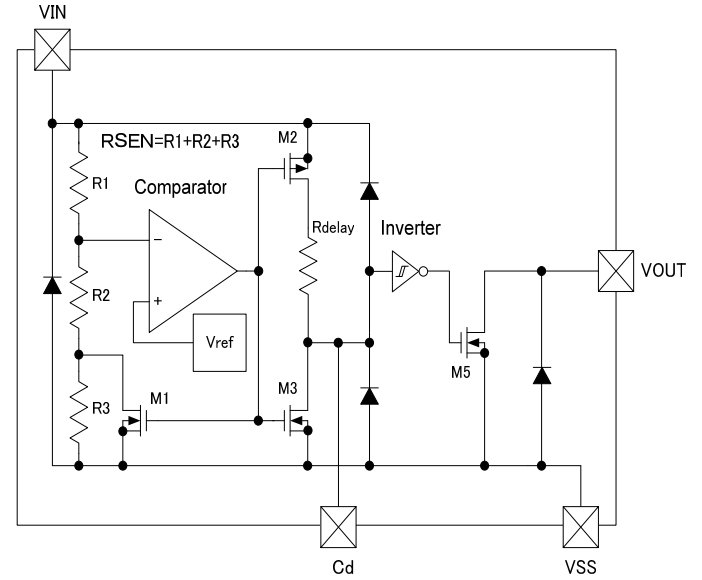 VIN
RSEN=R1+R2+R3
M2
R1
Comparator
Rdelay
Inverter
−
VOUT
R2
+
Vref
M5
M1
M3
R3
Cd
VSS